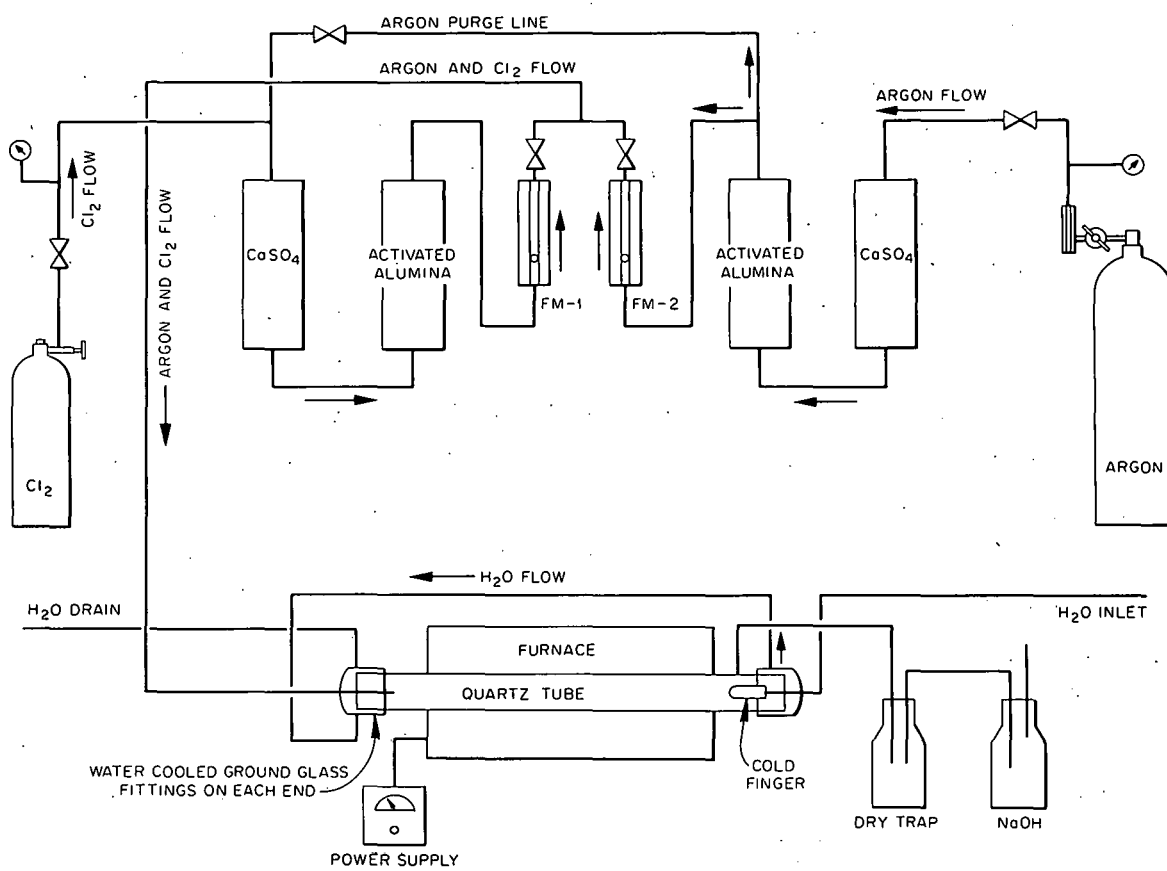 ARGON PURGE LINE
ARGON AND Cl2 FLOW
ARGON FLOW
Cl2 FLOW
ARGON AND Cl2 FLOW
CaSO4
ACTIVATED
ALUMINA
FM-1
FM-2
ACTIVATED
ALUMINA
CaSO4
Cl2
ARGON
H2O FLOW
H2O DRAIN
H2O INLET
FURNACE
QUARTZ TUBE
WATER COOLED GROUND GLASS
FITTINGS ON EACH END
COLD
FINGER
DRY TRAP
NaOH
POWER SUPPLY